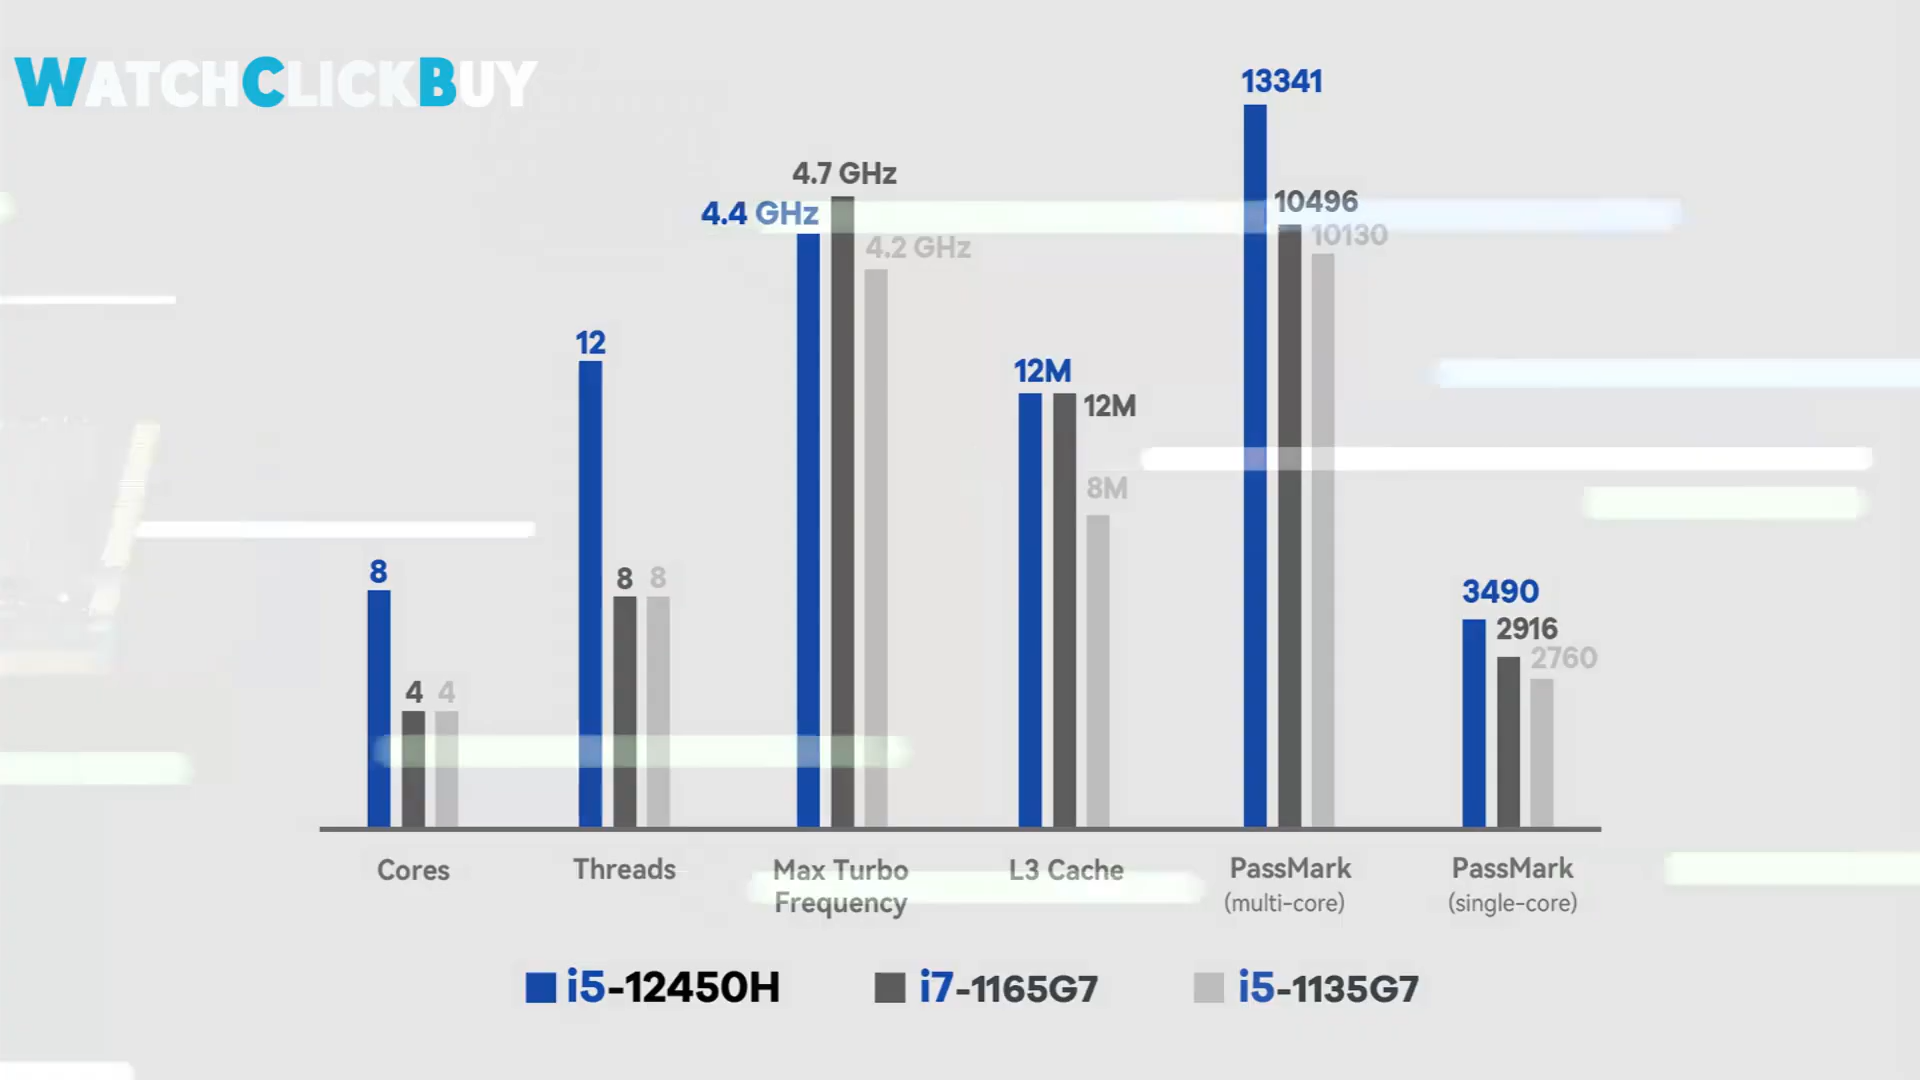 WATCHCLICKBUY
13341
4.7 GHz
10496
4.4 GHz
10130
4.2 GHz
12
12M
12M
8M
8
8
8
3490
2916
2760
4
4
Cores
Threads
Max Turbo
Frequency
L3 Cache
PassMark
(multi-core)
PassMark
(single-core)
i5-12450H
i7-1165G7
i5-1135G7